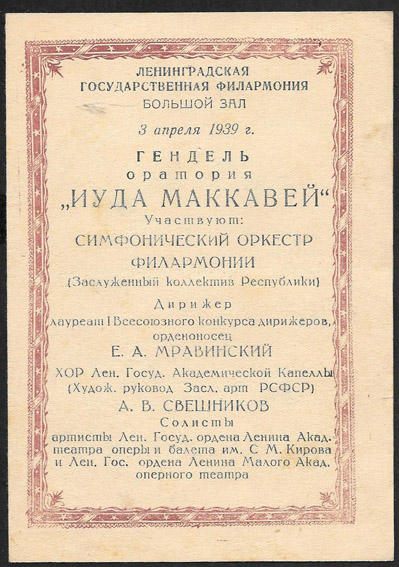 ЛЕНИНГРАДСКАЯ
ГОСУДАРСТВЕННАЯ ФИЛАРМОНИЯ
БОЛЬШОЙ ЗАЛ
3 апреля 1939 г.
ГЕНДЕЛЬ
оратория
„ИУДА МАККАВЕЙ“
Участвуют:
СИМФОНИЧЕСКИЙ ОРКЕСТР
ФИЛАРМОНИИ
(Заслуженный коллектив Республики)
Дирижер
лауреат I Всесоюзного конкурса дирижеров,
орденоносец
Е. А. МРАВИНСКИЙ
ХОР Лен. Госуд. Академической Капеллы
(Худож. руковод Засл. арт РСФСР)
А. В. СВЕШНИКОВ
Солисты
артисты Лен. Госуд. ордена Ленина Акад.
театра оперы и балета им. С. М. Кирова
и Лен. Гос. ордена Ленина Малого Акад.
оперного театра